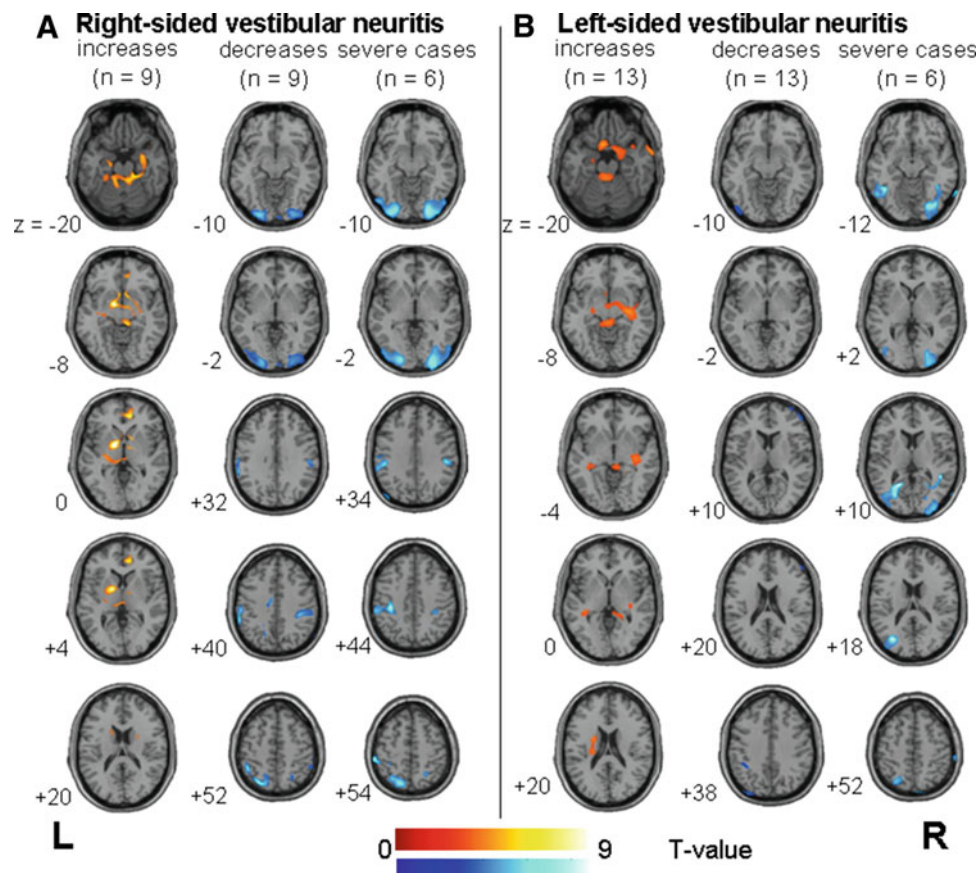 A Right-sided vestibular neuritis
increases decreases severe cases
(n = 9) (n = 9) (n = 6)
z = -20 -10 -10
-8 -2 -2
0 +32 +34
+4 +40 +44
+20 +52 +54
L
B Left-sided vestibular neuritis
increases decreases severe cases
(n = 13) (n = 13) (n = 6)
z = -20 -10 -12
-8 -2 +2
-4 +10 +10
0 +20 +18
+20 +38 +52
R
0 9 T-value